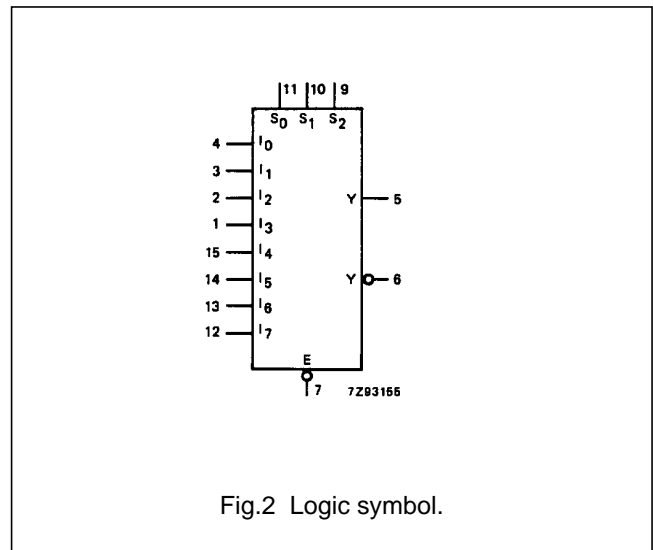 11 10 9
S0 S1 S2
4 I0
3 I1
2 I2 Y 5
1 I3
15 I4
14 I5 Y 6
13 I6
12 I7
E
7 7Z93155
Fig.2 Logic symbol.